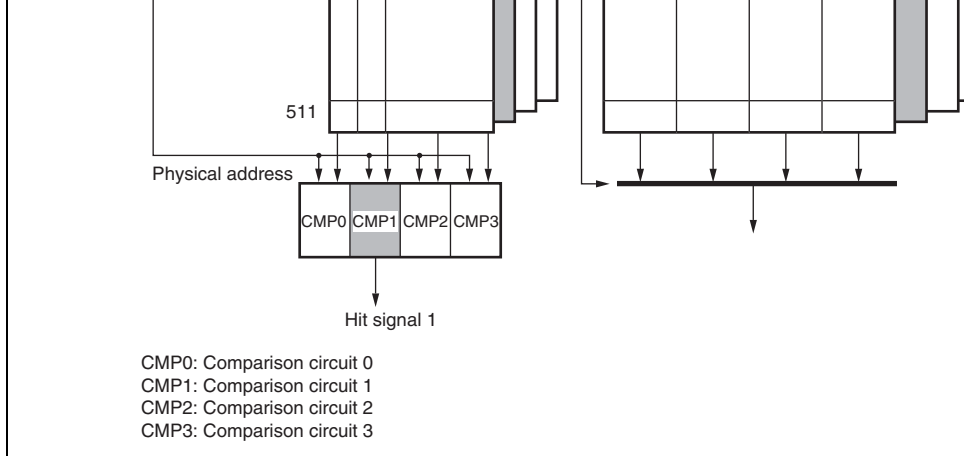 511
Physical address
CMP0 CMP1 CMP2 CMP3
Hit signal 1
CMP0: Comparison circuit 0
CMP1: Comparison circuit 1
CMP2: Comparison circuit 2
CMP3: Comparison circuit 3